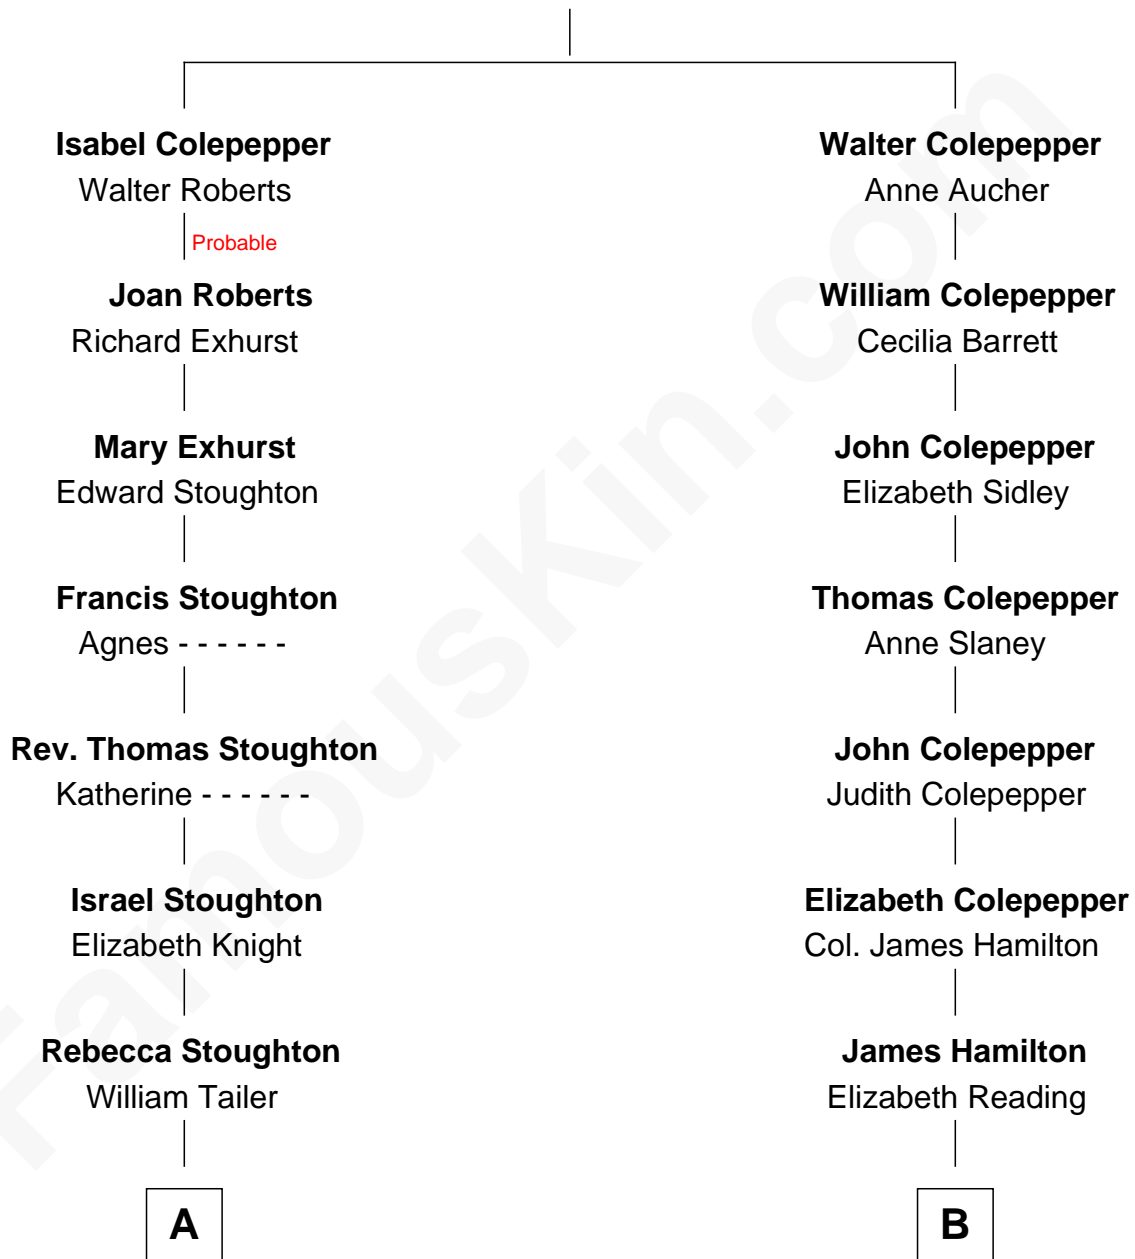 Isabel Colepepper
Walter Roberts
Probable
Joan Roberts
Richard Exhurst
Mary Exhurst
Edward Stoughton
Francis Stoughton
Agnes - - - - - -
Rev. Thomas Stoughton
Katherine - - - - - -
Israel Stoughton
Elizabeth Knight
Rebecca Stoughton
William Tailer
A
Walter Colepepper
Anne Aucher
William Colepepper
Cecilia Barrett
John Colepepper
Elizabeth Sidley
Thomas Colepepper
Anne Slaney
John Colepepper
Judith Colepepper
Elizabeth Colepepper
Col. James Hamilton
James Hamilton
Elizabeth Reading
B
FamousKin.com